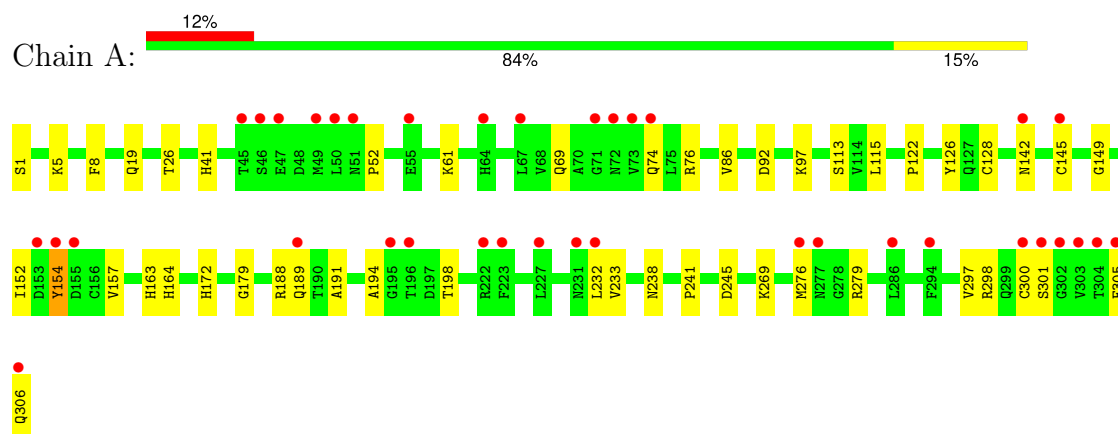 12%
Chain A:
84% 15%
S1 K5 F8 Q19 T26 H41 T45 S46 E47 D48 M49 L50 N51 P52 E55 K61 H64 L67 V68 Q69 A70 G71 N72 V73 Q74 L75 R76 V86 D92 K97 S113 V114 L115 P122 Y126 Q127 C128 N142 C145 G149
I152 D153 Y154 D155 C156 V157 H163 H164 H172 G179 R188 Q189 T190 A191 A194 G195 T196 D197 T198 R222 F223 L227 N231 L232 V233 N238 P241 D245 K269 M276 N277 G278 R279 L286 F294 V297 R298 Q299 C300 S301 G302 V303 T304 F305
Q306